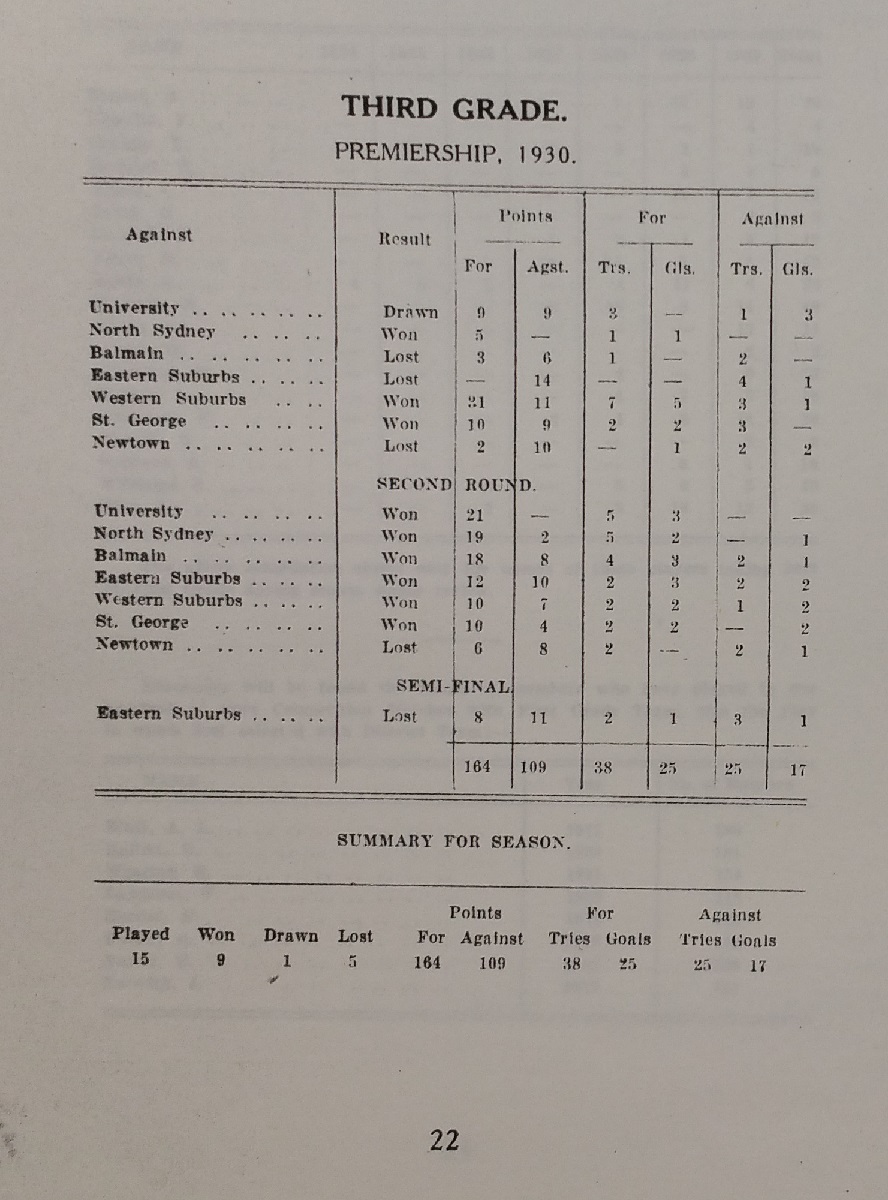 THIRD GRADE.
PREMIERSHIP, 1930.
Against Result Points For Against
For Agst. Trs. Gls. Trs. Gls.
University .. .. .. .. .. .. Drawn 9 9 3 — 1 3
North Sydney .. .. .. .. Won 5 — 1 1 — —
Balmain .. .. .. .. .. .. .. Lost 3 6 1 — 2 —
Eastern Suburbs .. .. .. .. Lost — 14 — — 4 1
Western Suburbs .. .. Won 31 11 7 5 3 1
St. George .. .. .. .. .. Won 10 9 2 2 3 —
Newtown .. .. .. .. .. .. .. Lost 2 10 — 1 2 2
SECOND ROUND.
University .. .. .. .. .. Won 21 — 5 3 — —
North Sydney .. .. .. .. .. Won 19 2 5 2 — 1
Balmain .. .. .. .. .. .. .. Won 18 8 4 3 2 1
Eastern Suburbs .. .. .. .. Won 12 10 2 3 2 2
Western Suburbs .. .. .. .. Won 10 7 2 2 1 2
St. George .. .. .. .. .. Won 10 4 2 2 — 2
Newtown .. .. .. .. .. .. .. Lost 6 8 2 — 2 1
SEMI-FINAL
Eastern Suburbs .. .. .. .. Lost 8 11 2 1 3 1
164 109 38 25 25 17
SUMMARY FOR SEASON.
Points For Against
Played Won Drawn Lost For Against Tries Goals Tries Goals
15 9 1 5 164 109 38 25 25 17
22